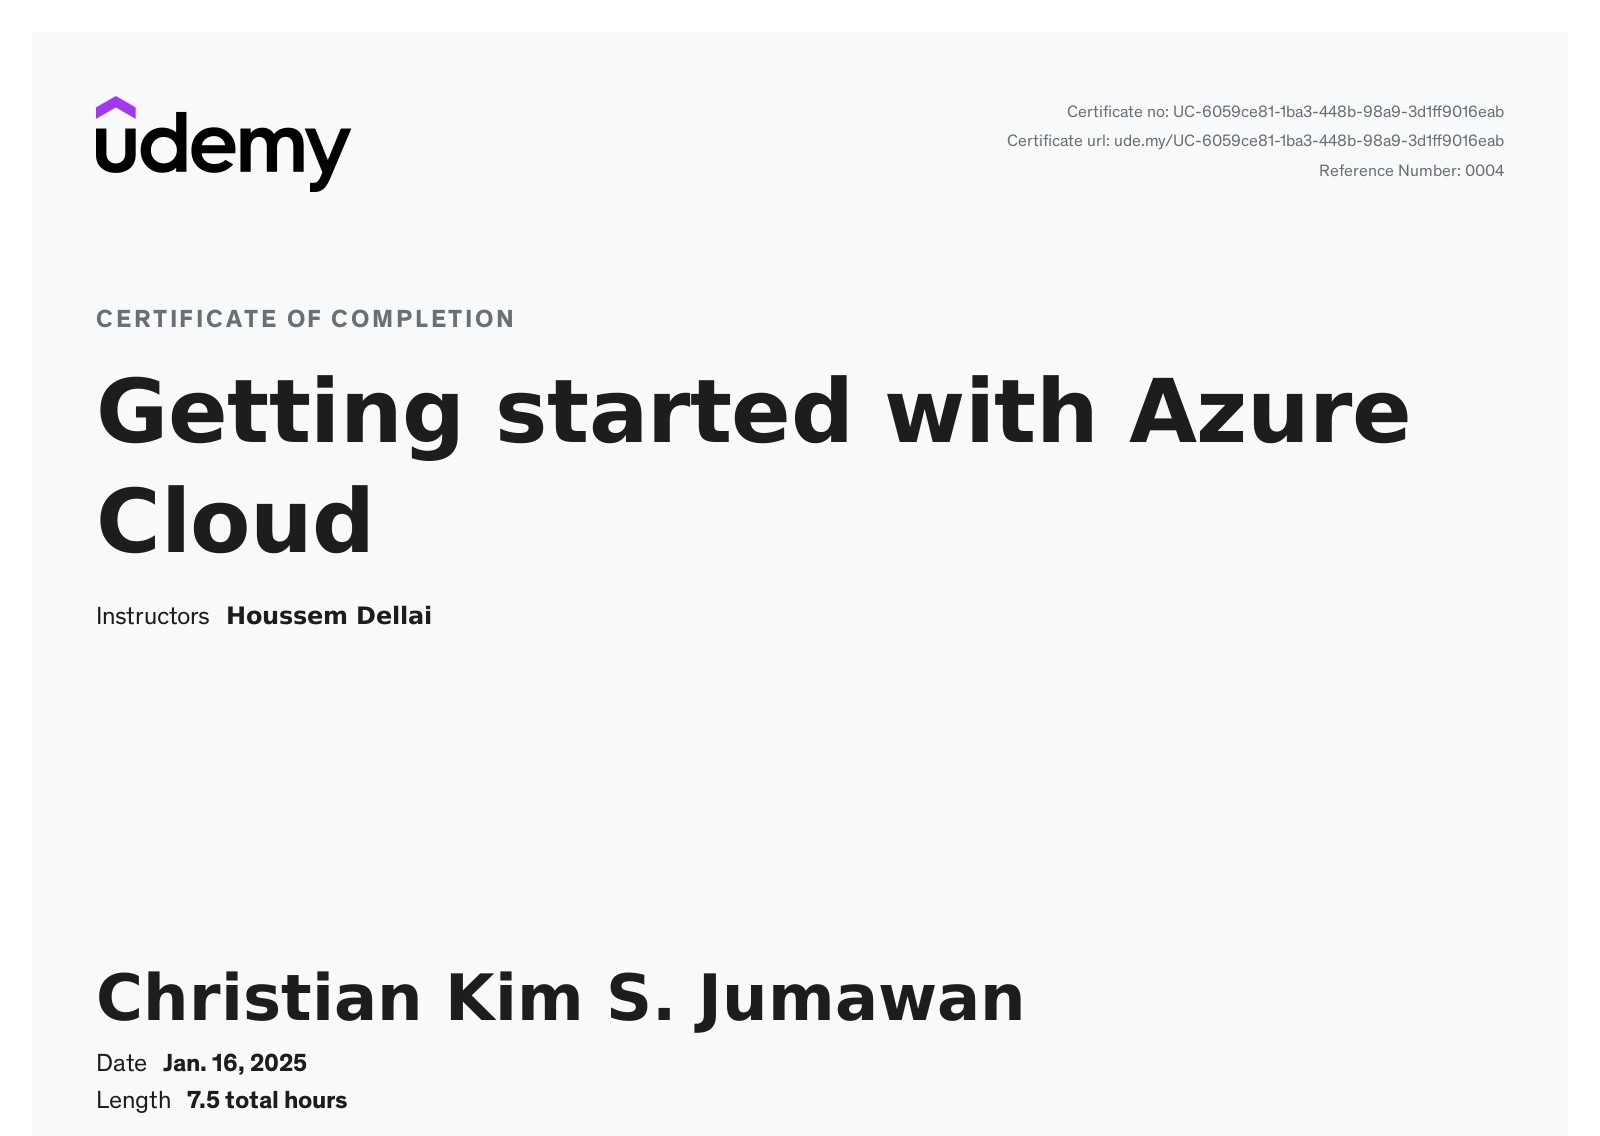 udemy
Certificate no: UC-6059ce81-1ba3-448b-98a9-3d1ff9016eab
Certificate url: ude.my/UC-6059ce81-1ba3-448b-98a9-3d1ff9016eab
Reference Number: 0004
CERTIFICATE OF COMPLETION
Getting started with Azure
Cloud
Instructors Houssem Dellai
Christian Kim S. Jumawan
Date Jan. 16, 2025
Length 7.5 total hours